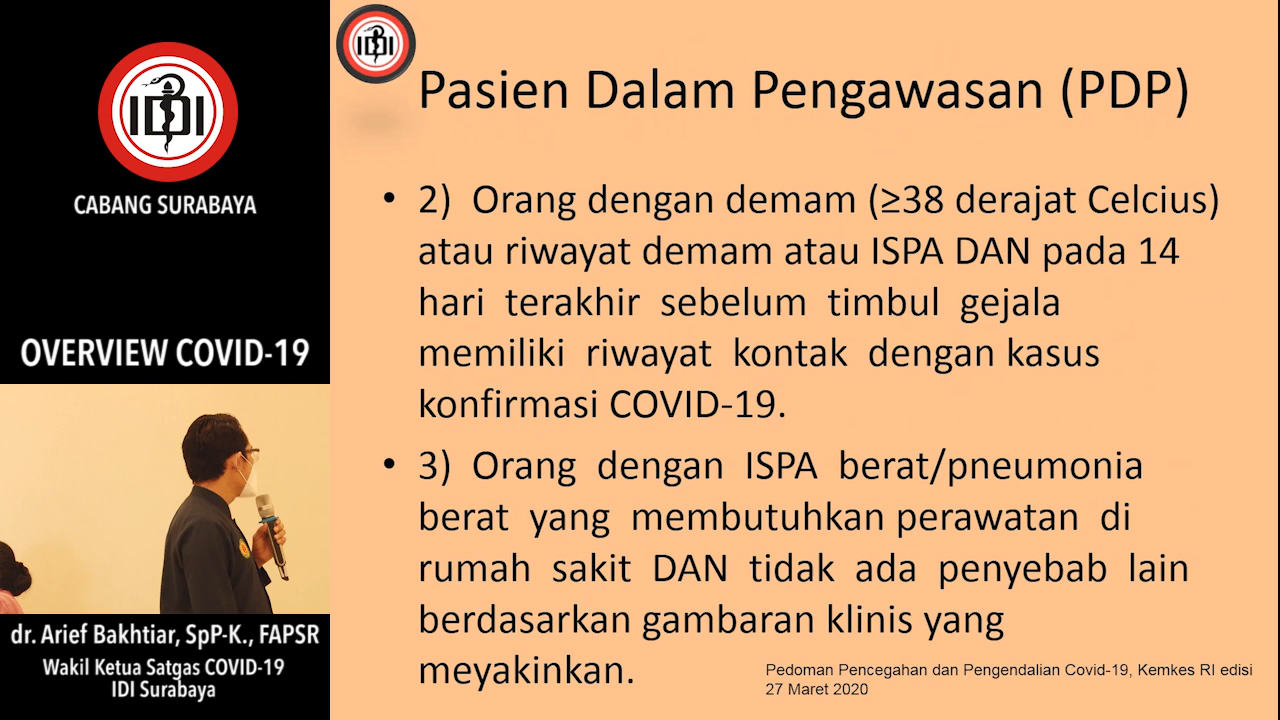 IDI
CABANG SURABAYA
OVERVIEW COVID-19
dr. Arief Bakhtiar, SpP-K., FAPSR
Wakil Ketua Satgas COVID-19
IDI Surabaya
IDI
Pasien Dalam Pengawasan (PDP)
• 2) Orang dengan demam (≥38 derajat Celcius)
atau riwayat demam atau ISPA DAN pada 14
hari terakhir sebelum timbul gejala
memiliki riwayat kontak dengan kasus
konfirmasi COVID-19.
• 3) Orang dengan ISPA berat/pneumonia
berat yang membutuhkan perawatan di
rumah sakit DAN tidak ada penyebab lain
berdasarkan gambaran klinis yang
meyakinkan.
Pedoman Pencegahan dan Pengendalian Covid-19, Kemkes RI edisi
27 Maret 2020